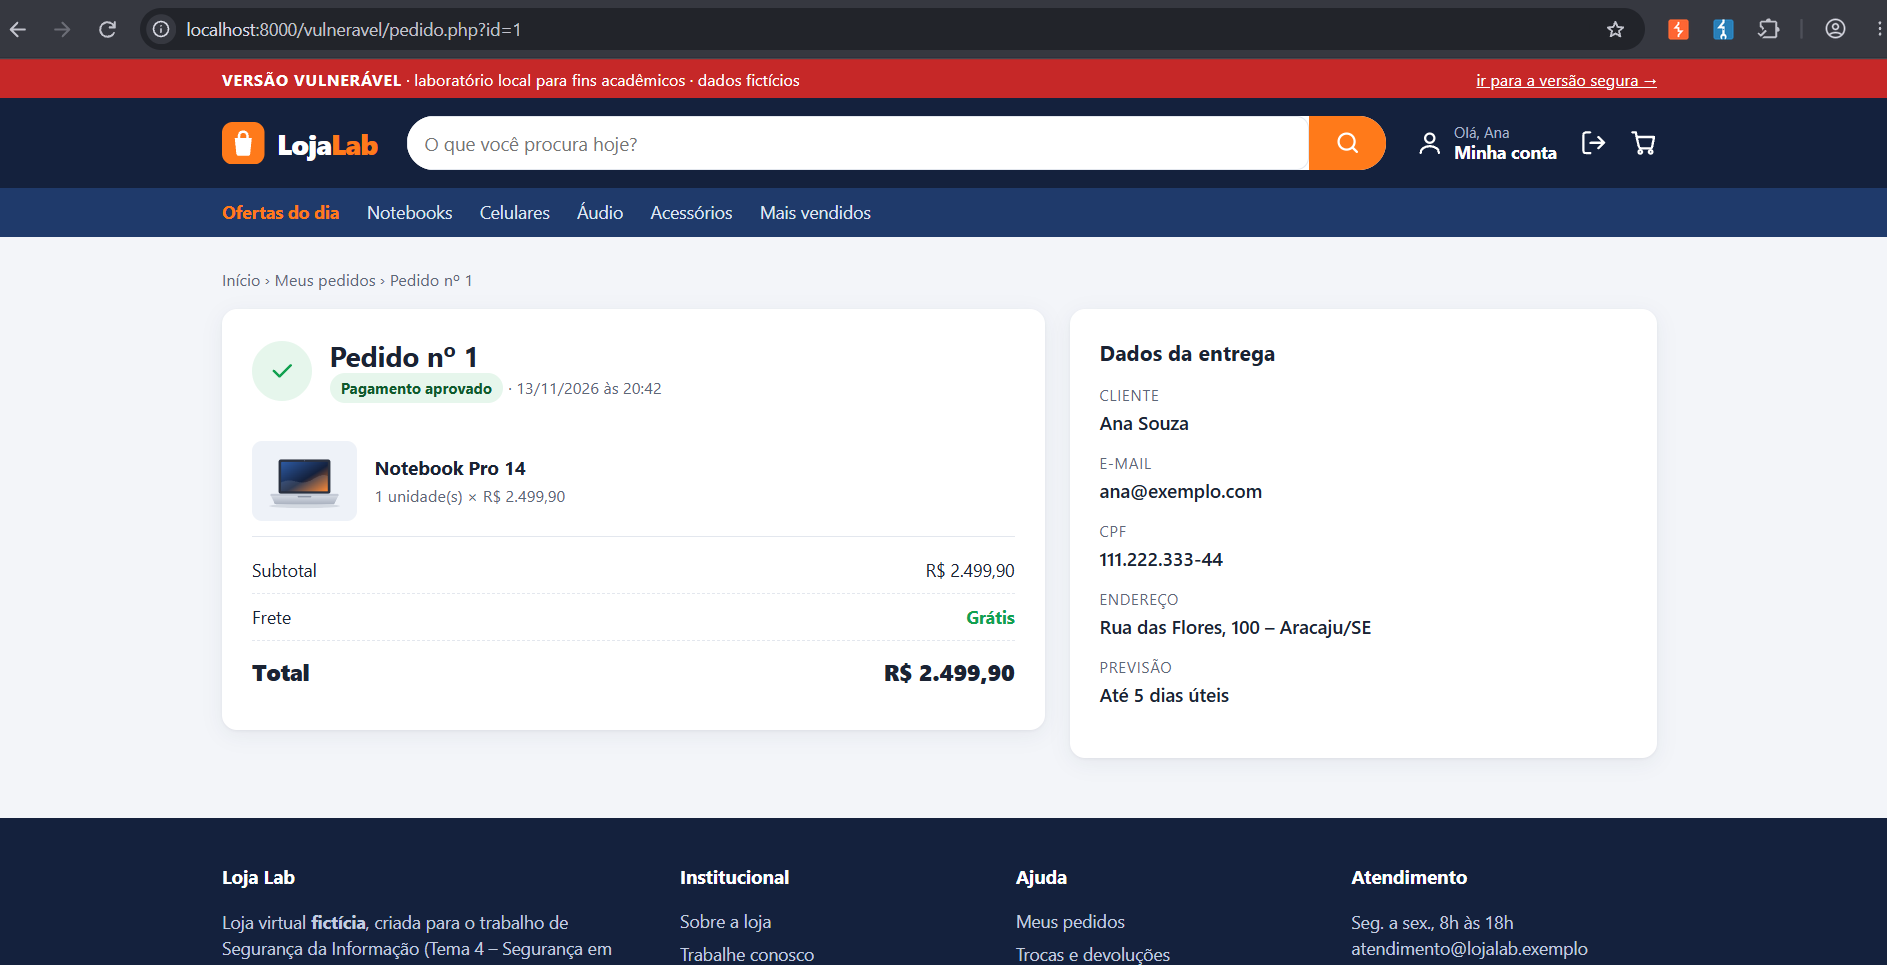 localhost:8000/vulneravel/pedido.php?id=1
VERSÃO VULNERÁVEL · laboratório local para fins acadêmicos · dados fictícios
ir para a versão segura →
LojaLab
O que você procura hoje?
Olá, Ana
Minha conta
Ofertas do dia
Notebooks
Celulares
Áudio
Acessórios
Mais vendidos
Início › Meus pedidos › Pedido nº 1
Pedido nº 1
Pagamento aprovado · 13/11/2026 às 20:42
Notebook Pro 14
1 unidade(s) × R$ 2.499,90
Subtotal
R$ 2.499,90
Frete
Grátis
Total
R$ 2.499,90
Dados da entrega
CLIENTE
Ana Souza
E-MAIL
ana@exemplo.com
CPF
111.222.333-44
ENDEREÇO
Rua das Flores, 100 – Aracaju/SE
PREVISÃO
Até 5 dias úteis
Loja Lab
Loja virtual fictícia, criada para o trabalho de
Segurança da Informação (Tema 4 – Segurança em
Institucional
Sobre a loja
Trabalhe conosco
Ajuda
Meus pedidos
Trocas e devoluções
Atendimento
Seg. a sex., 8h às 18h
atendimento@lojalab.exemplo